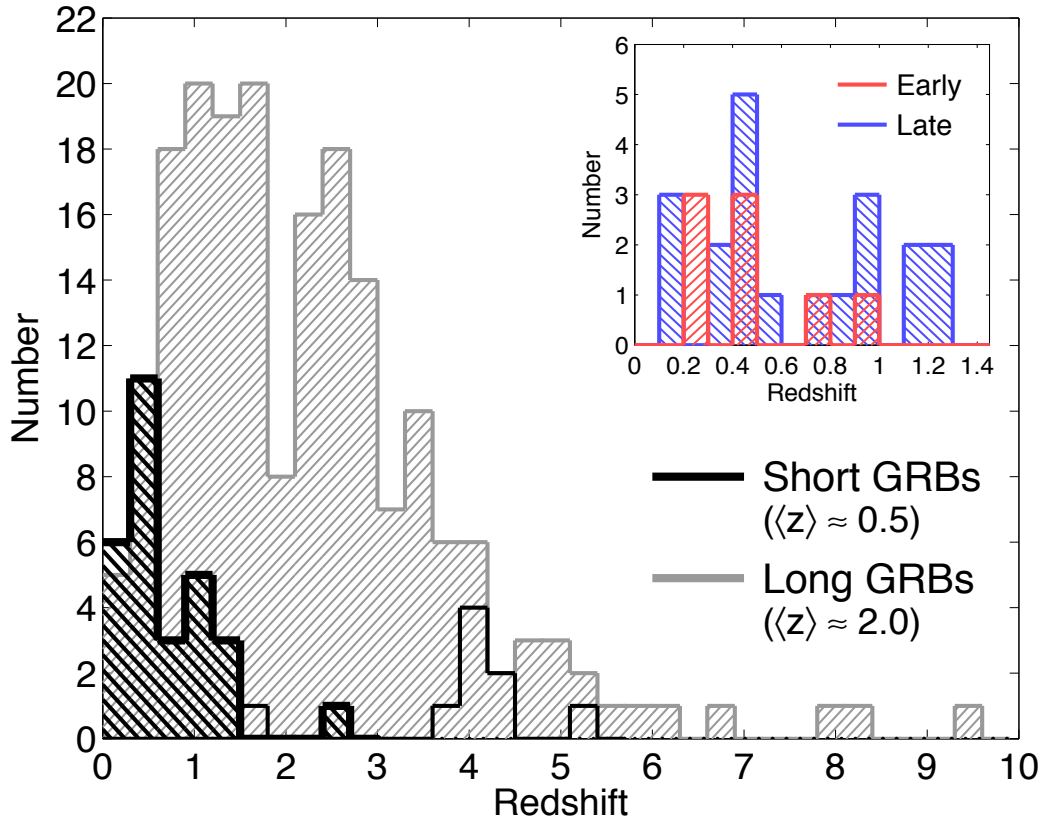 22
20
18
16
14
12
10
8
6
4
2
0
Number
0 1 2 3 4 5 6 7 8 9 10
Redshift
6
5
4
3
2
1
0
Number
0 0.2 0.4 0.6 0.8 1 1.2 1.4
Redshift
Early
Late
Short GRBs
(⟨z⟩ ≈ 0.5)
Long GRBs
(⟨z⟩ ≈ 2.0)